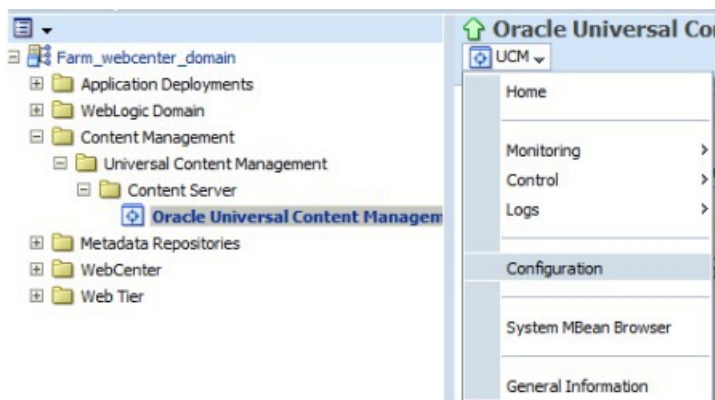 Farm_webcenter_domain
Application Deployments
WebLogic Domain
Content Management
Universal Content Management
Content Server
Oracle Universal Content Managem
Metadata Repositories
WebCenter
Web Tier
Oracle Universal Co
UCM
Home
Monitoring
Control
Logs
Configuration
System MBean Browser
General Information